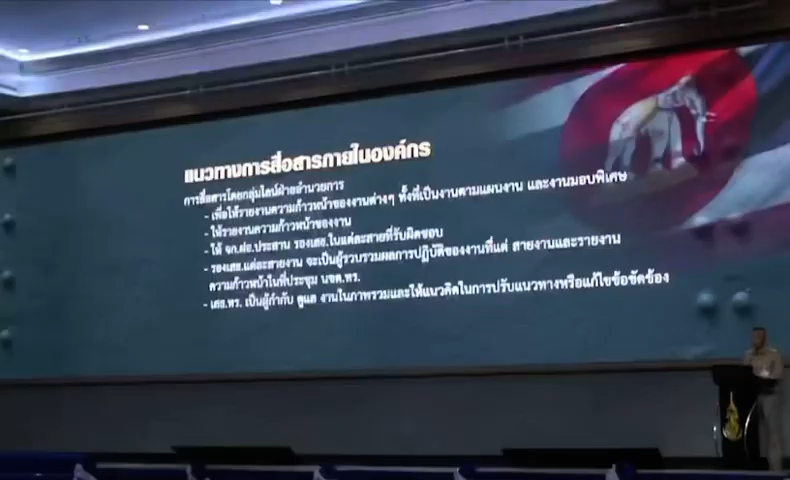 แนวทางการสื่อสารภายในองค์กร
การสื่อสารโดยกลุ่มไลน์ฝ่ายอำนวยการ
- เพื่อให้รายงานความก้าวหน้าของงานต่างๆ ทั้งที่เป็นงานตามแผนงาน และงานมอบพิเศษ
- ให้รายงานความก้าวหน้าของงาน
- ให้ จก.ฝอ.ประสาน รองเสธ.ในแต่ละสายที่รับผิดชอบ
- รองเสธ.แต่ละสายงาน จะเป็นผู้รวบรวมผลการปฏิบัติของงานที่แต่ สายงานและรายงาน
ความก้าวหน้าในที่ประชุม นขต.ทร.
- เสธ.ทร. เป็นผู้กำกับ ดูแล งานในภาพรวมและให้แนวคิดในการปรับแนวทางหรือแก้ไขข้อขัดข้อง